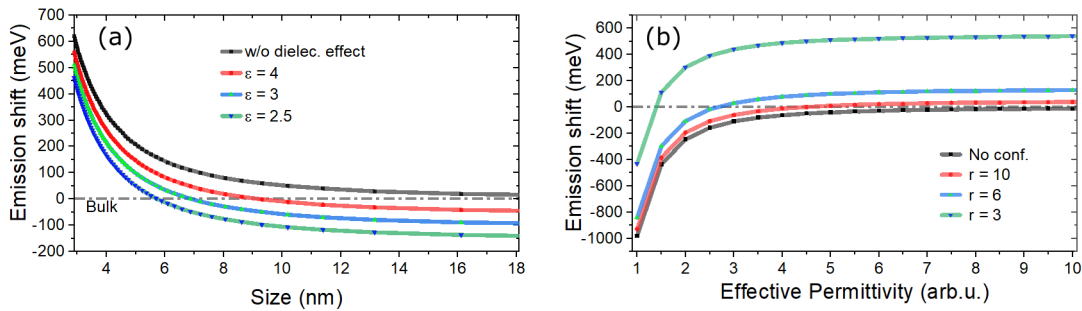 (a)
Emission shift (meV)
700
600
500
400
300
200
100
0
-100
-200
w/o dielec. effect
ε = 4
ε = 3
ε = 2.5
Bulk
4 6 8 10 12 14 16 18
Size (nm)
(b)
Emission shift (meV)
600
400
200
0
-200
-400
-600
-800
-1000
No conf.
r = 10
r = 6
r = 3
1 2 3 4 5 6 7 8 9 10
Effective Permittivity (arb.u.)